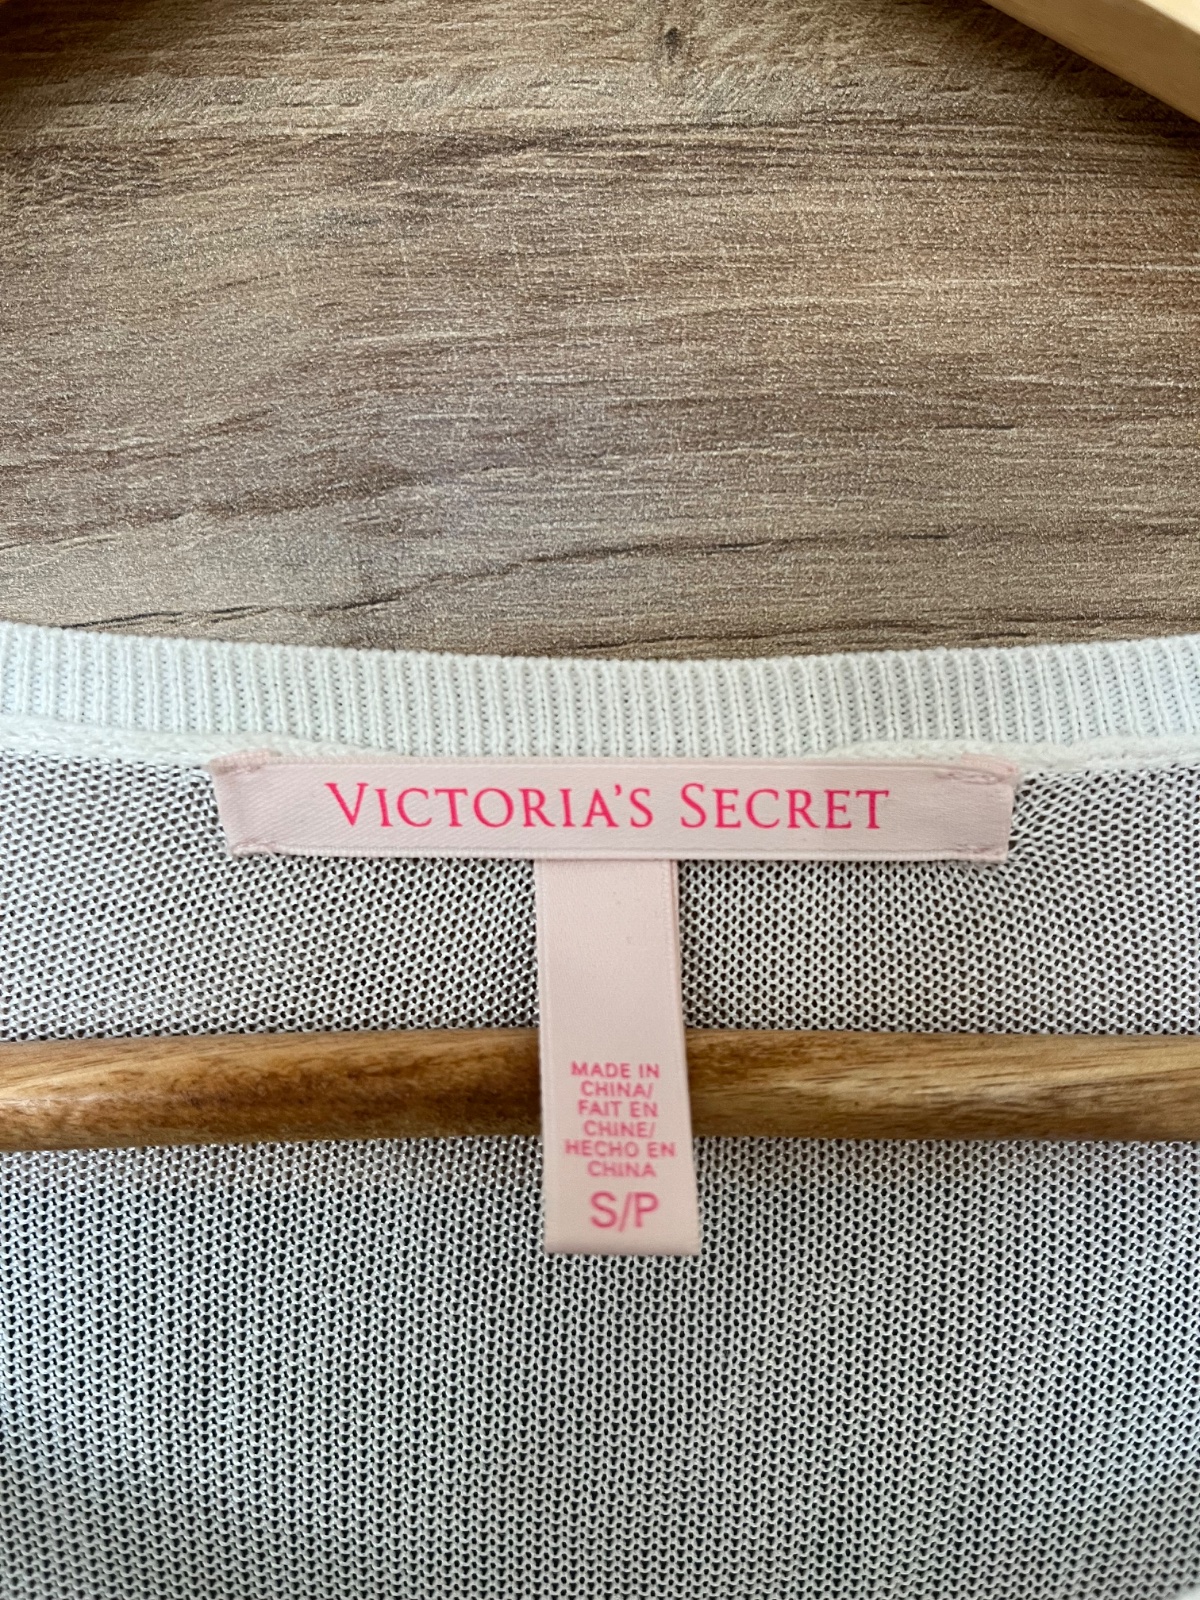 VICTORIA'S SECRET
MADE IN
CHINA/
FAIT EN
CHINE/
HECHO EN
CHINA
S/P